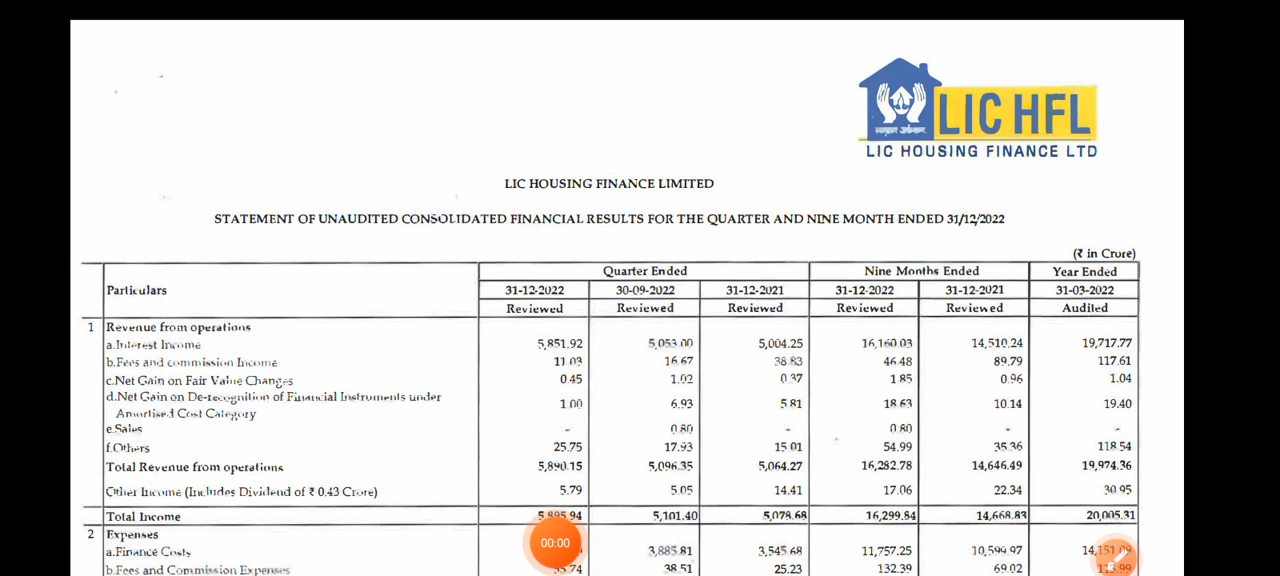 LIC HFL
LIC HOUSING FINANCE LTD
LIC HOUSING FINANCE LIMITED
STATEMENT OF UNAUDITED CONSOLIDATED FINANCIAL RESULTS FOR THE QUARTER AND NINE MONTH ENDED 31/12/2022
(₹ in Crore)
Particulars Quarter Ended Nine Months Ended Year Ended
31-12-2022 30-09-2022 31-12-2021 31-12-2022 31-12-2021 31-03-2022
Reviewed Reviewed Reviewed Reviewed Reviewed Audited
1 Revenue from operations
a.Interest Income 5,851.92 5,053.00 5,004.25 16,160.03 14,510.24 19,717.77
b.Fees and commission Income 11.03 16.67 38.83 46.48 89.79 117.61
c.Net Gain on Fair Value Changes 0.45 1.02 0.37 1.85 0.96 1.04
d.Net Gain on De-recognition of Financial Instruments under
Amortised Cost Category 1.00 6.93 5.81 18.63 10.14 19.40
e.Sales - 0.80 - 0.80 - -
f.Others 25.75 17.93 15.01 54.99 35.36 118.54
Total Revenue from operations 5,890.15 5,096.35 5,064.27 16,282.78 14,646.49 19,974.36
Other Income (Includes Dividend of ₹ 0.43 Crore) 5.79 5.05 14.41 17.06 22.34 30.95
Total Income 5,895.94 5,101.40 5,078.68 16,299.84 14,668.83 20,005.31
2 Expenses
a.Finance Costs 3,885.81 3,545.68 11,757.25 10,599.97 14,151.09
b.Fees and Commission Expenses 38.51 25.23 132.39 69.02
00:00